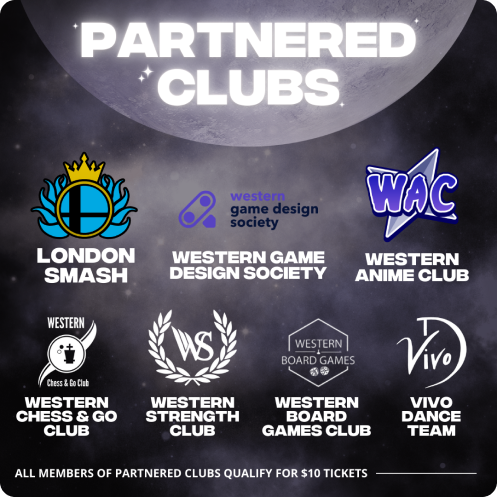 PARTNERED
CLUBS
western
game design
society
WAC
LONDON
SMASH
WESTERN GAME
DESIGN SOCIETY
WESTERN
ANIME CLUB
WESTERN
Chess & Go Club
WS
WESTERN
BOARD GAMES
Vivo
D
T
WESTERN
CHESS & GO
CLUB
WESTERN
STRENGTH
CLUB
WESTERN
BOARD
GAMES CLUB
VIVO
DANCE
TEAM
ALL MEMBERS OF PARTNERED CLUBS QUALIFY FOR $10 TICKETS